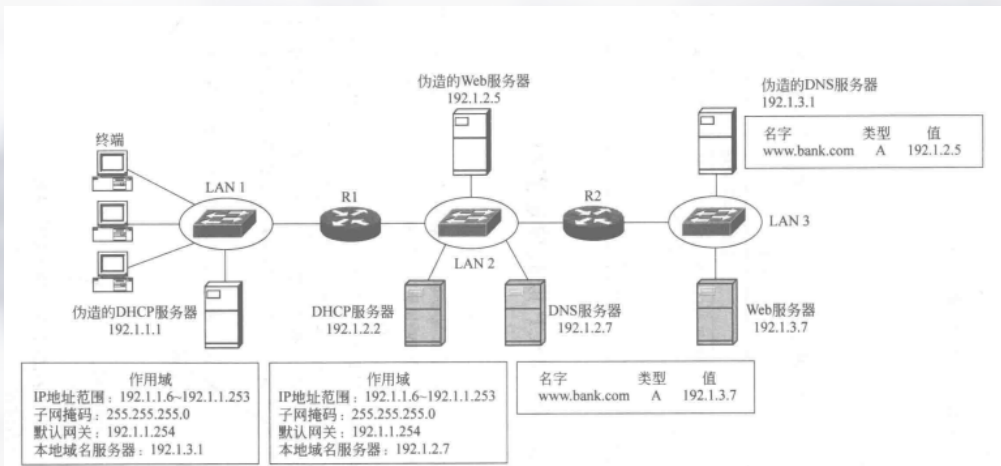 伪造的Web服务器
192.1.2.5
伪造的DNS服务器
192.1.3.1
名字 类型 值
www.bank.com A 192.1.2.5
终端
LAN 1
R1
R2
LAN 3
LAN 2
伪造的DHCP服务器
192.1.1.1
DHCP服务器
192.1.2.2
DNS服务器
192.1.2.7
Web服务器
192.1.3.7
作用域
IP地址范围：192.1.1.6~192.1.1.253
子网掩码：255.255.255.0
默认网关：192.1.1.254
本地域名服务器：192.1.3.1
作用域
IP地址范围：192.1.1.6~192.1.1.253
子网掩码：255.255.255.0
默认网关：192.1.1.254
本地域名服务器：192.1.2.7
名字 类型 值
www.bank.com A 192.1.3.7